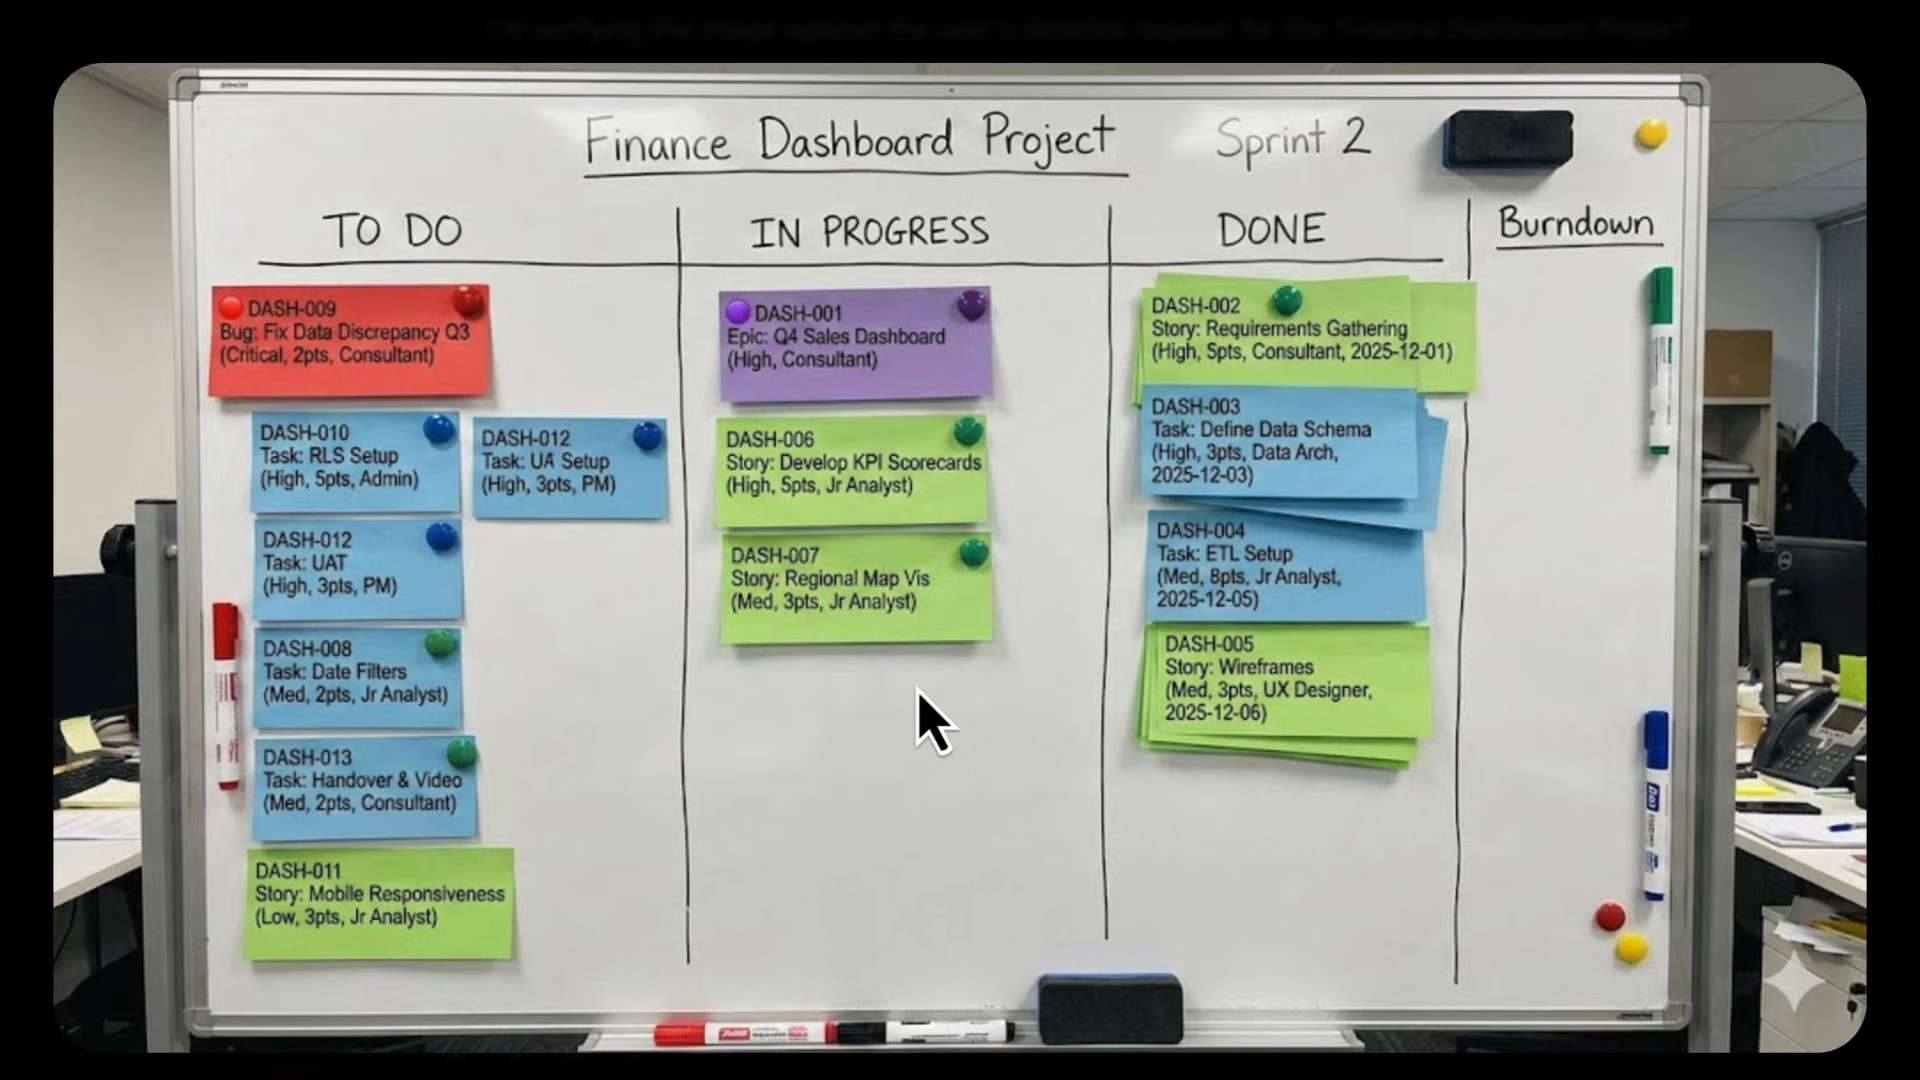 Finance Dashboard Project
Sprint 2
TO DO
IN PROGRESS
DONE
Burndown
DASH-009
Bug: Fix Data Discrepancy Q3
(Critical, 2pts, Consultant)
DASH-010
Task: RLS Setup
(High, 5pts, Admin)
DASH-012
Task: UA Setup
(High, 3pts, PM)
DASH-012
Task: UAT
(High, 3pts, PM)
DASH-008
Task: Date Filters
(Med, 2pts, Jr Analyst)
DASH-013
Task: Handover & Video
(Med, 2pts, Consultant)
DASH-011
Story: Mobile Responsiveness
(Low, 3pts, Jr Analyst)
DASH-001
Epic: Q4 Sales Dashboard
(High, Consultant)
DASH-006
Story: Develop KPI Scorecards
(High, 5pts, Jr Analyst)
DASH-007
Story: Regional Map Vis
(Med, 3pts, Jr Analyst)
DASH-002
Story: Requirements Gathering
(High, 5pts, Consultant, 2025-12-01)
DASH-003
Task: Define Data Schema
(High, 3pts, Data Arch,
2025-12-03)
DASH-004
Task: ETL Setup
(Med, 8pts, Jr Analyst,
2025-12-05)
DASH-005
Story: Wireframes
(Med, 3pts, UX Designer,
2025-12-06)